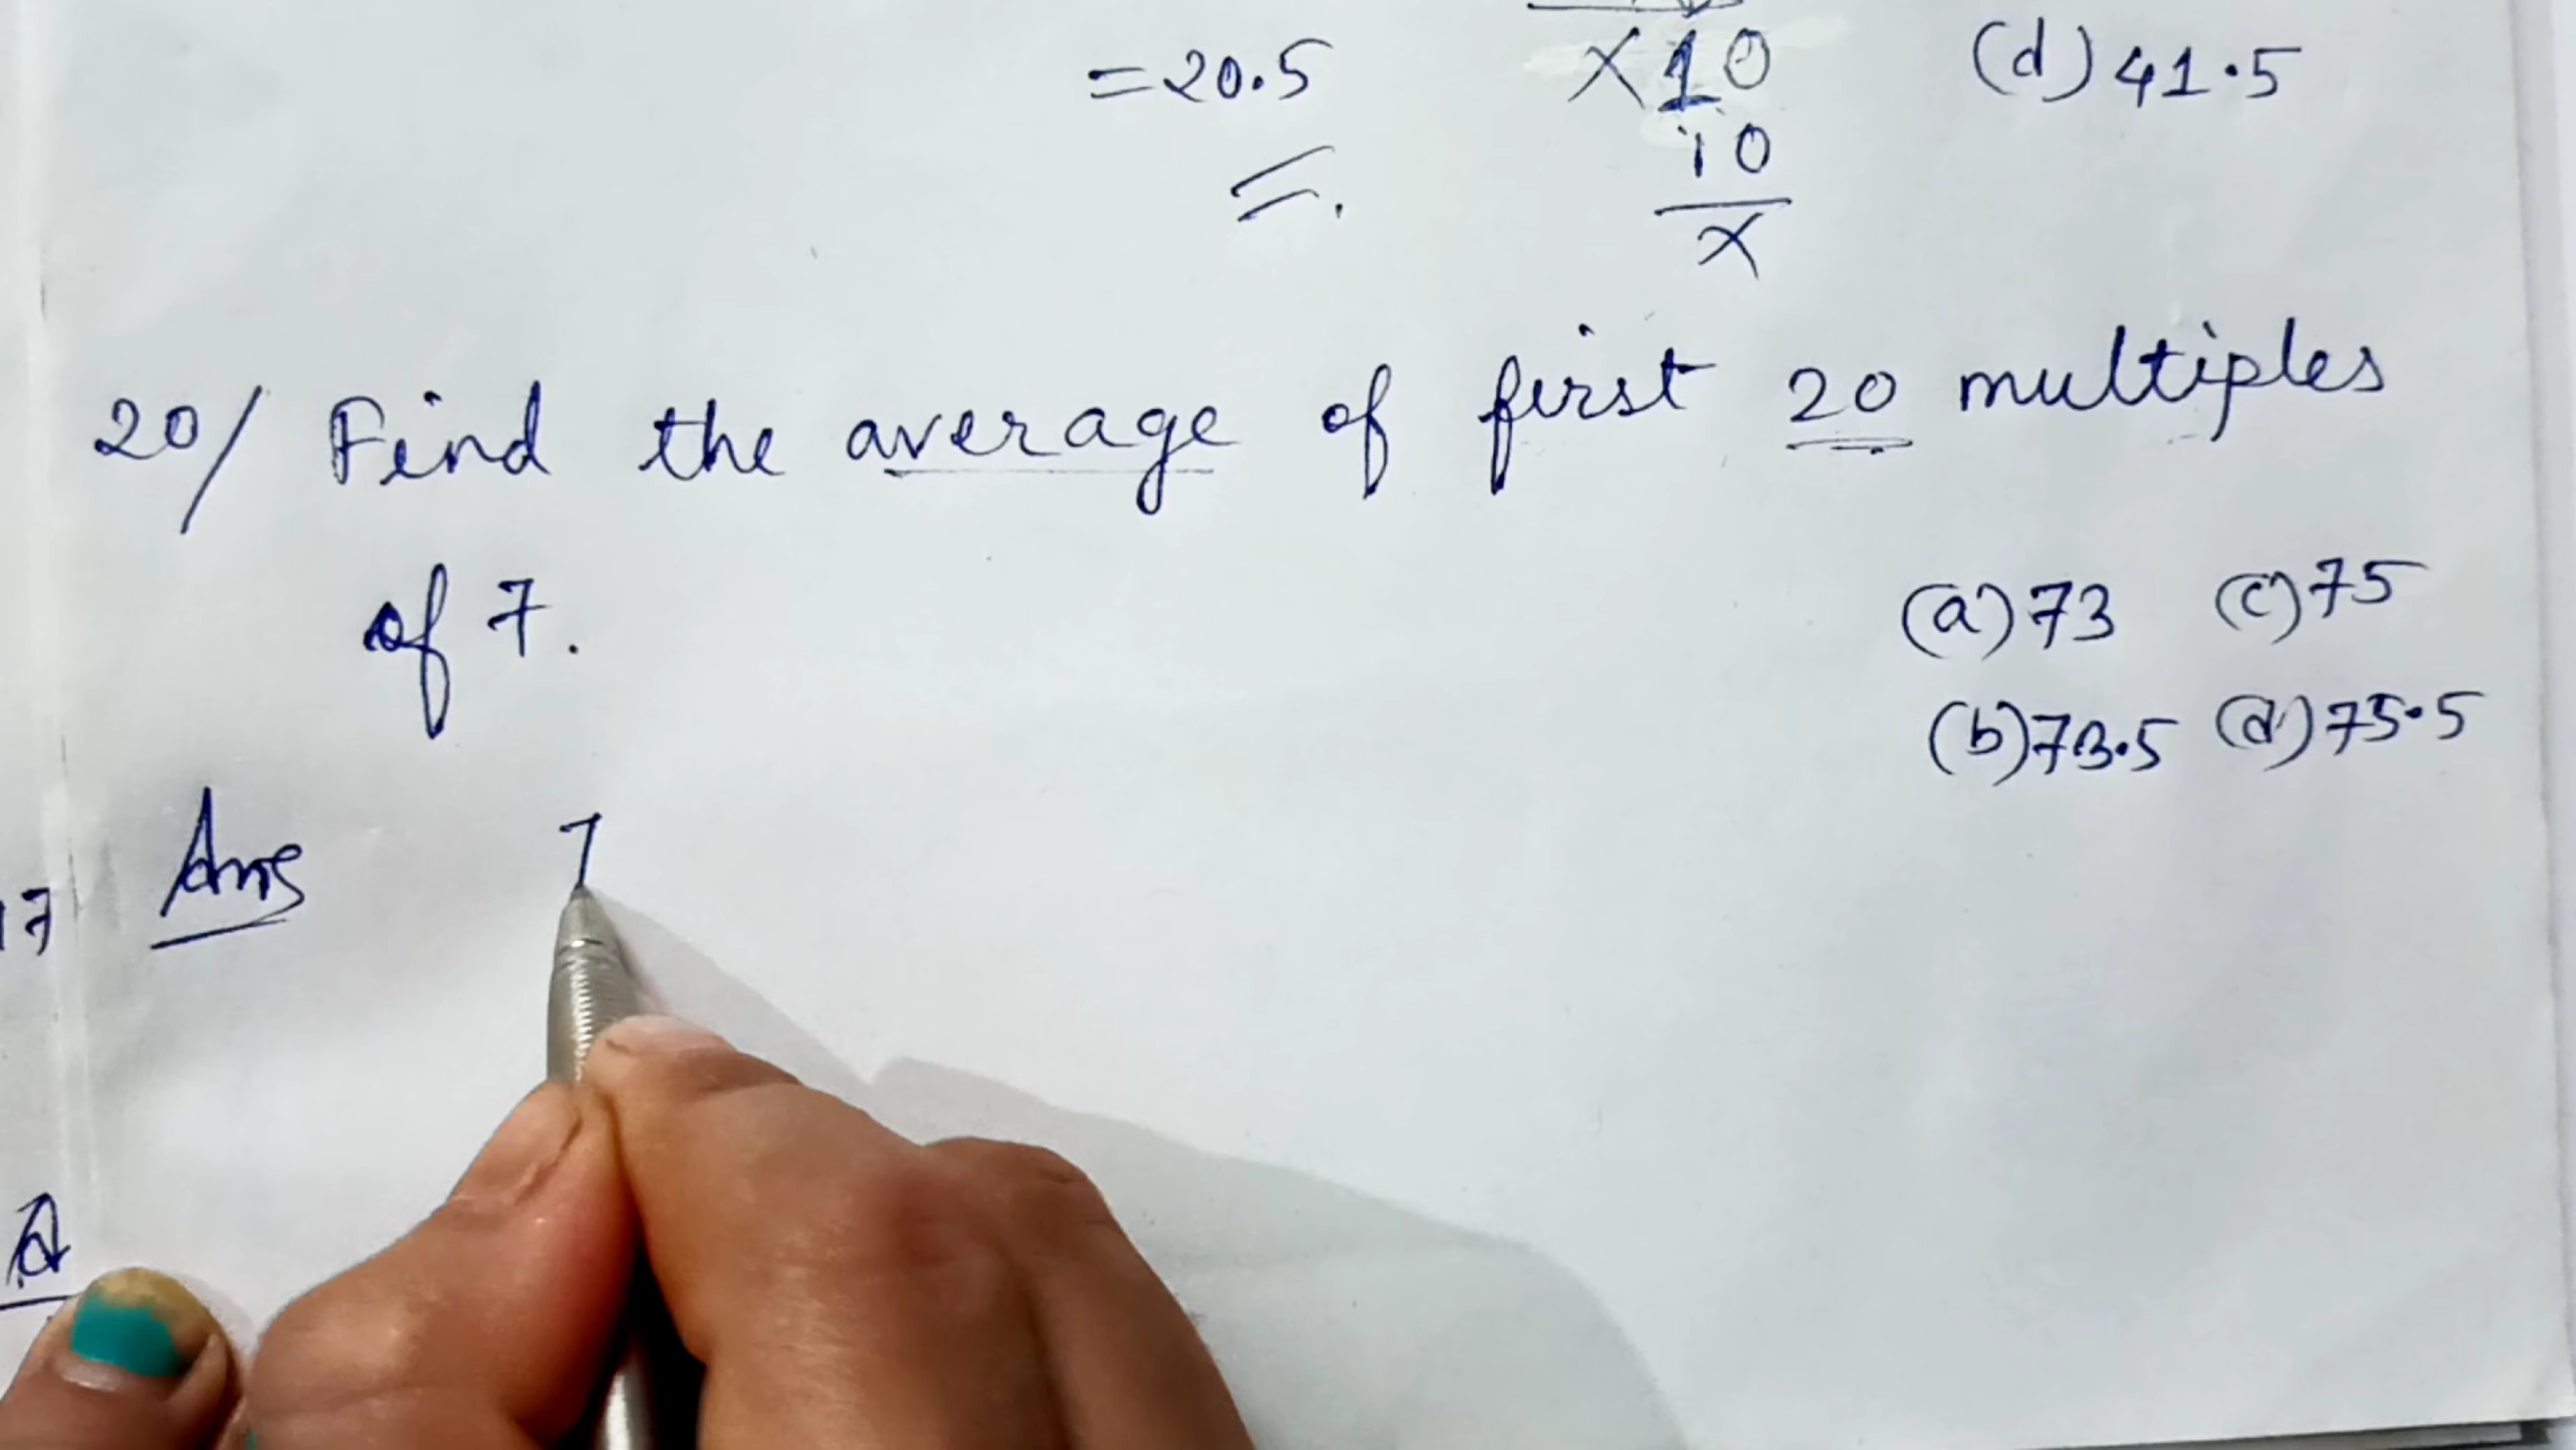 =20.5
×10
(d) 41.5
10
×
20/ Find the average of first 20 multiples
of 7.
(a) 73 (c) 75
(b) 73.5 (d) 75.5
Ans 7
17